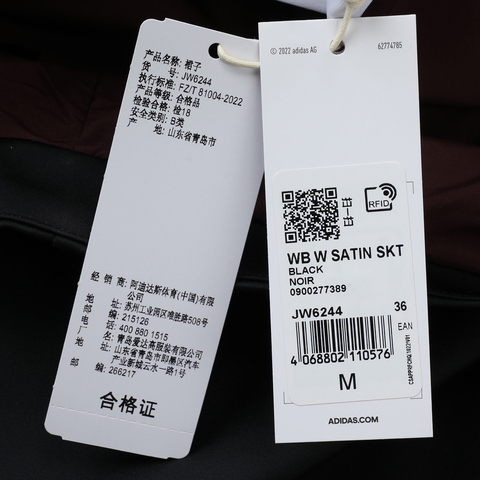 产品名称: 裙子
货 号: JW6244
执行标准: FZ/T 81004-2022
产品等级: 合格品
检验合格: 检18
安全类别: B类
产 地: 山东省青岛市
经 销 商: 阿迪达斯体育(中国)有限
公司
地 址: 苏州工业园区唯胜路508号
邮 编: 215126
电 话: 400 880 1515
厂 名: 青岛爱达高服装有限公司
地 址: 山东省青岛市即墨区汽车
产业新城云水一路1号
邮 编: 266217
合格证
© 2022 adidas AG
62774785
RFID
WB W SATIN SKT
BLACK
NOIR
0900277389
JW6244
36
EAN
4 068802 110576
M
ADIDAS.COM